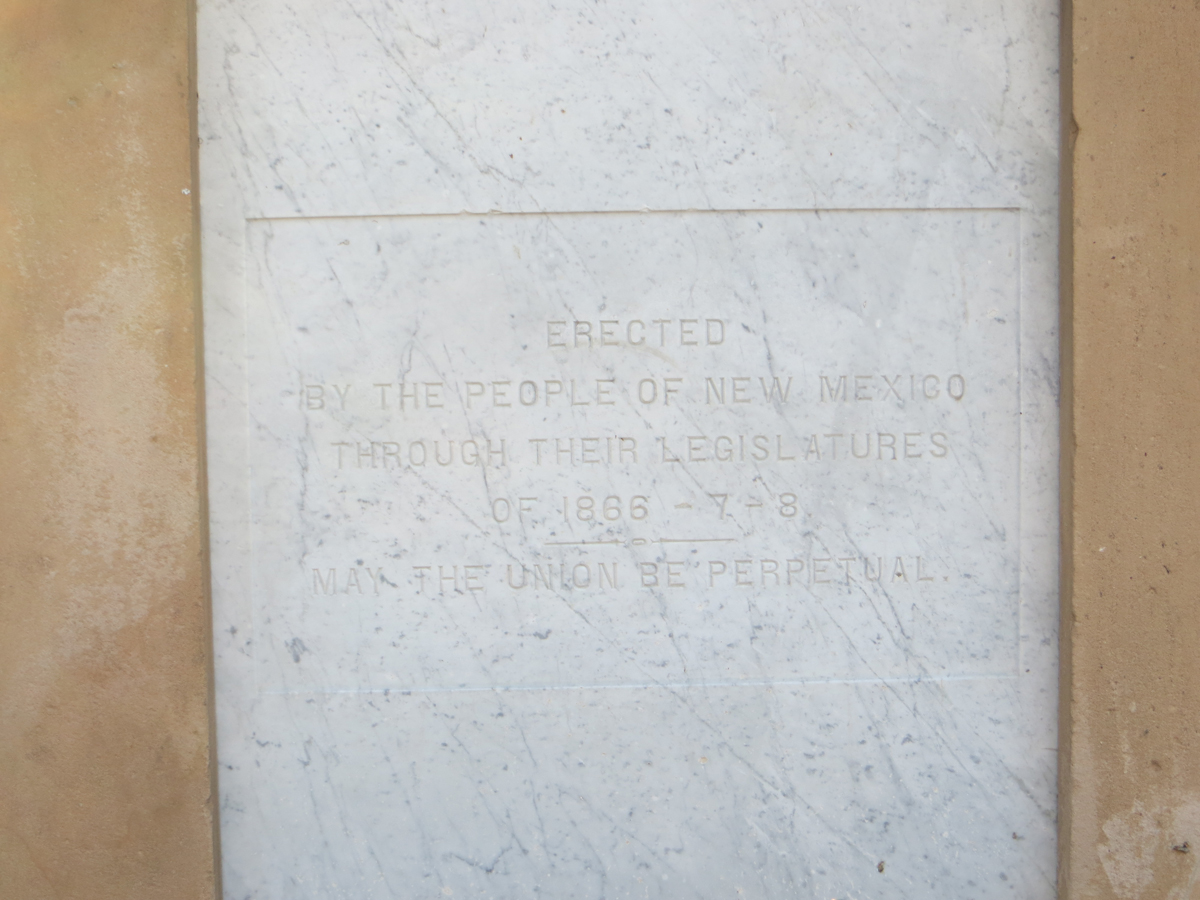 ERECTED
BY THE PEOPLE OF NEW MEXICO
THROUGH THEIR LEGISLATURES
OF 1866 - 7 - 8.
MAY THE UNION BE PERPETUAL.